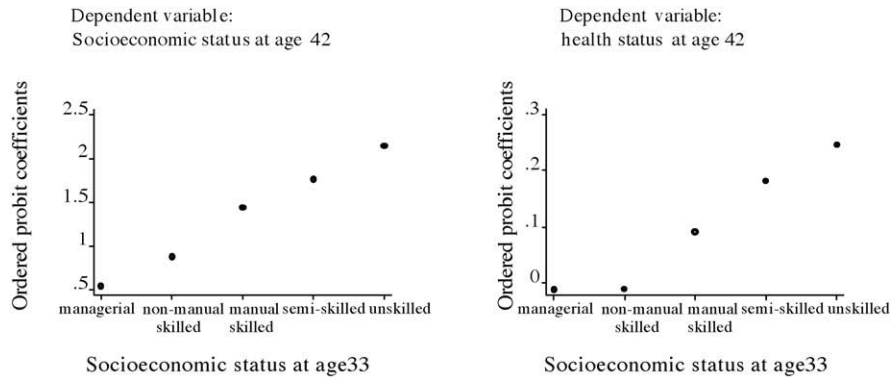 Dependent variable:
Socioeconomic status at age 42
Ordered probit coefficients
2.5
2
1.5
1
.5
managerial non-manual skilled manual skilled semi-skilled unskilled
Socioeconomic status at age33
Dependent variable:
health status at age 42
Ordered probit coefficients
.3
.2
.1
0
managerial non-manual skilled manual skilled semi-skilled unskilled
Socioeconomic status at age33